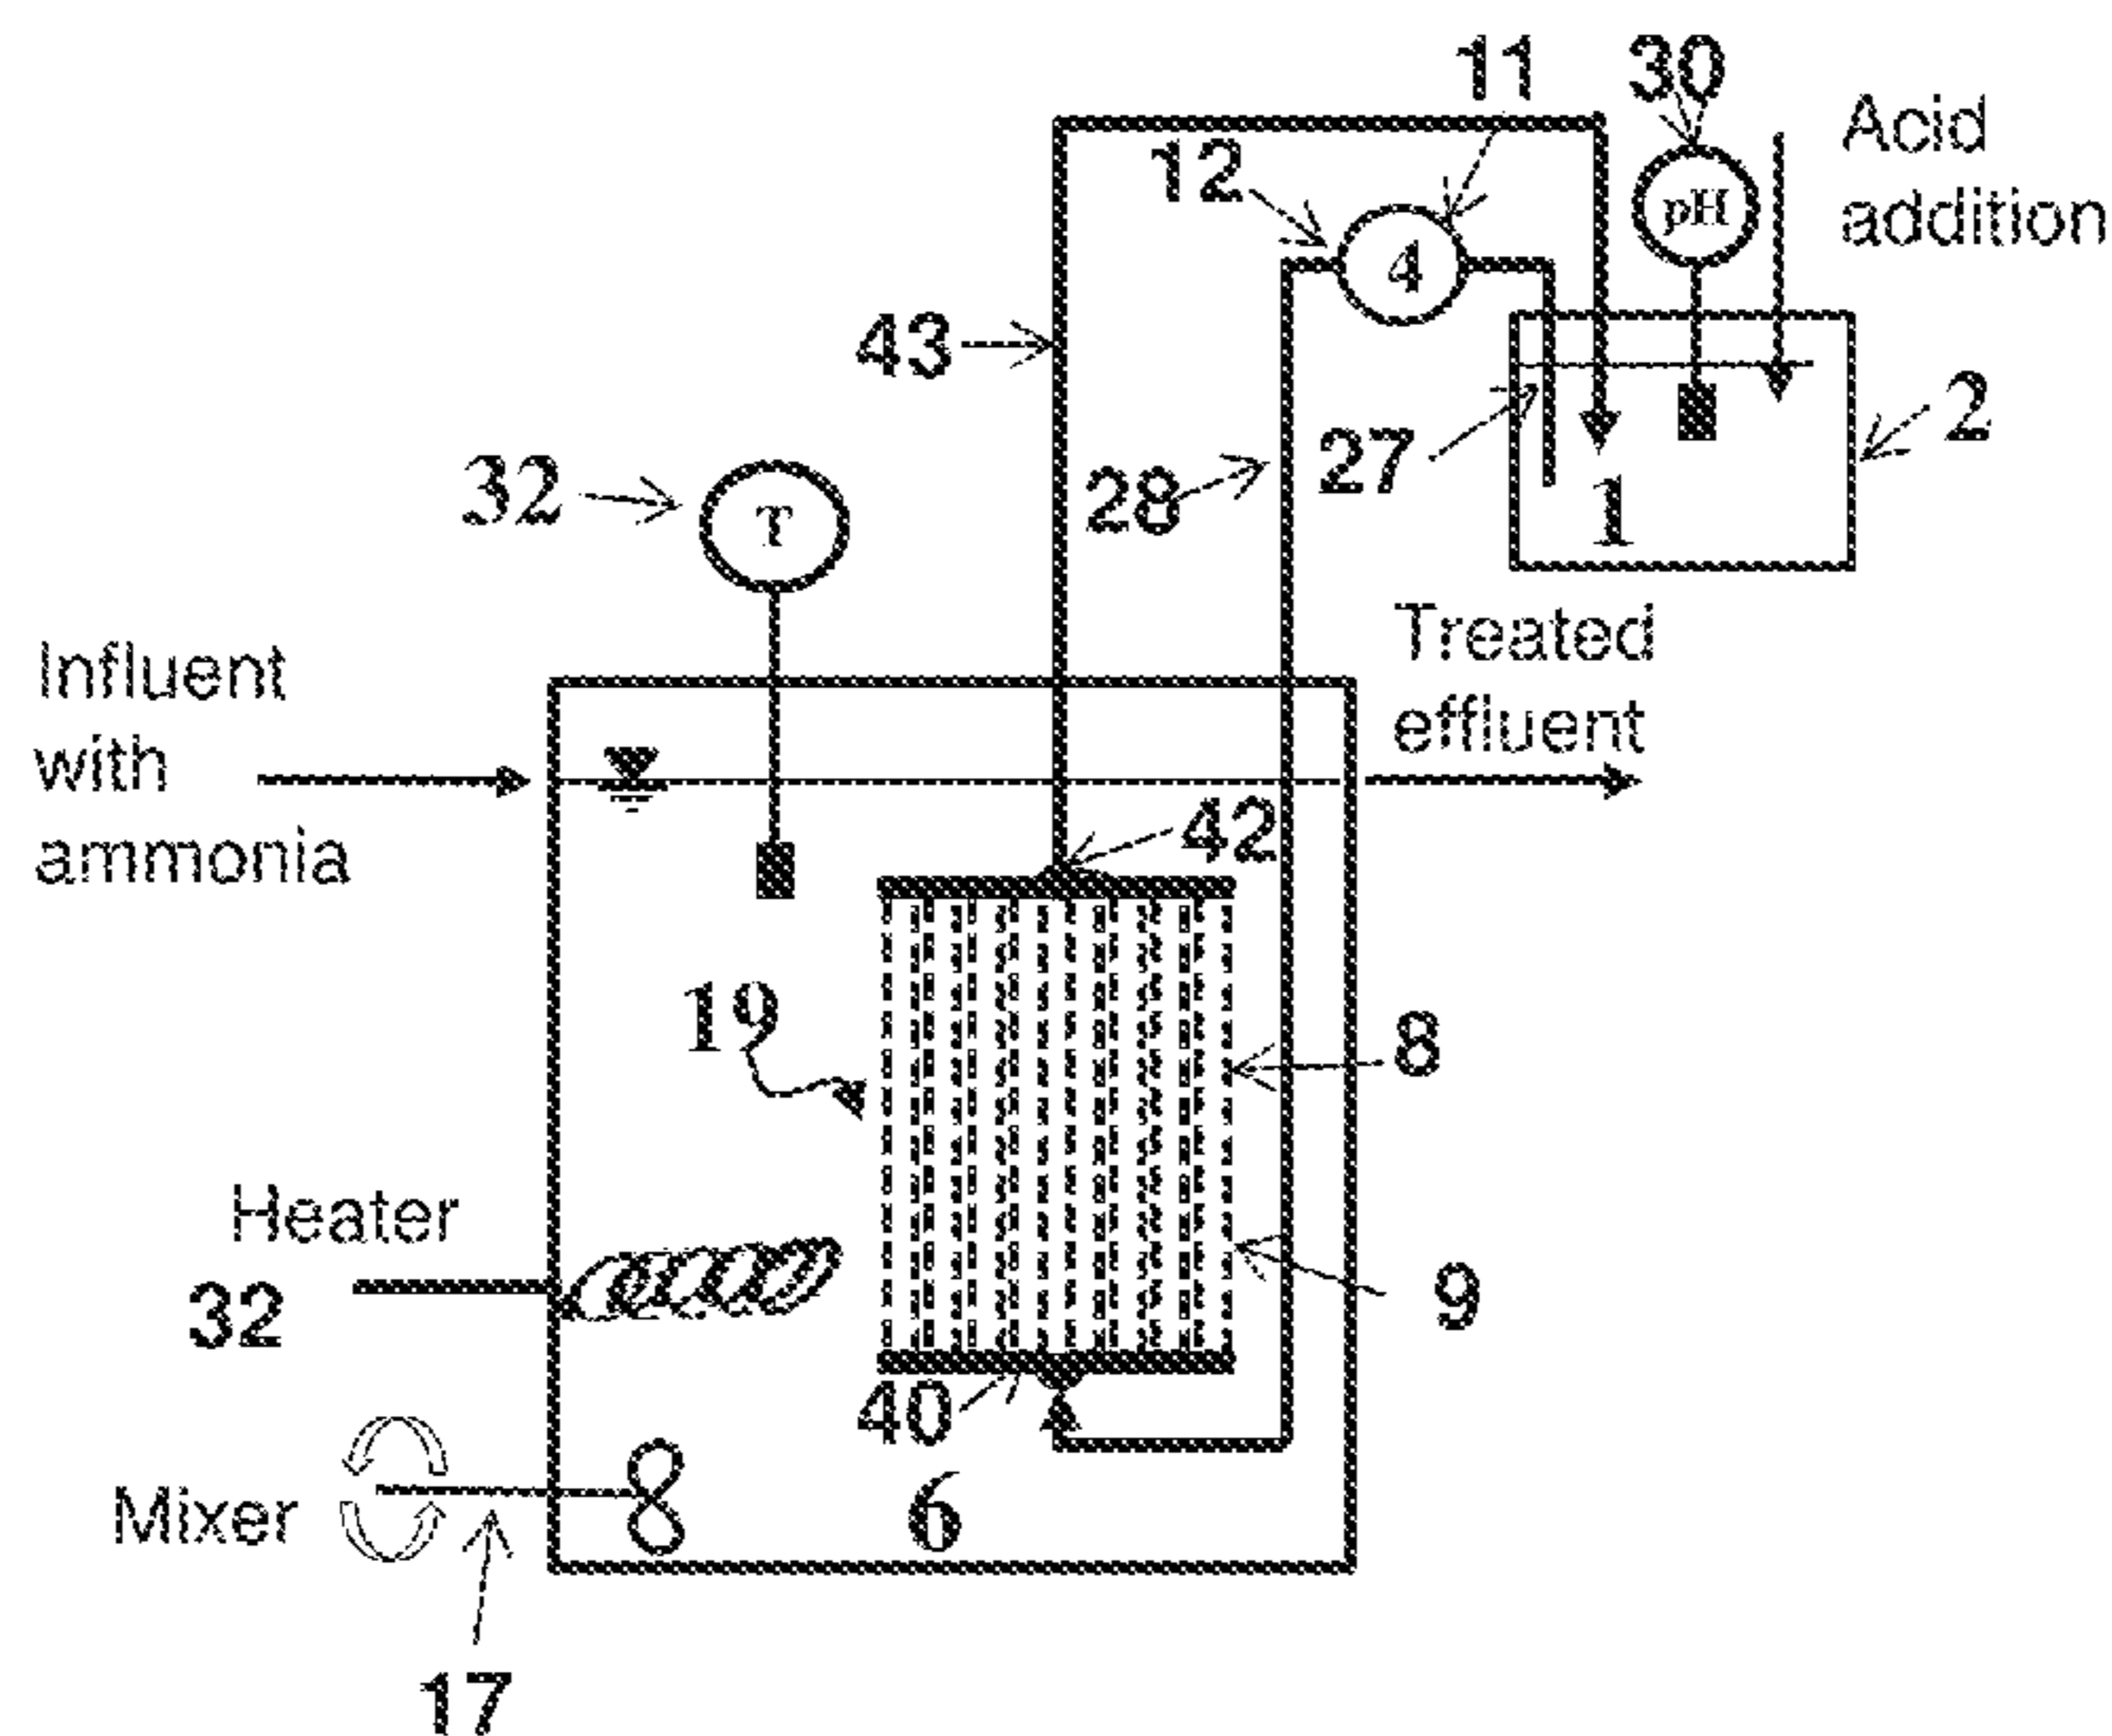 11
30
Acid
addition
12
pH
4
43
2
27
28
1
32
T
Treated
effluent
Influent
with
ammonia
42
19
8
9
Heater
32
40
6
Mixer
17